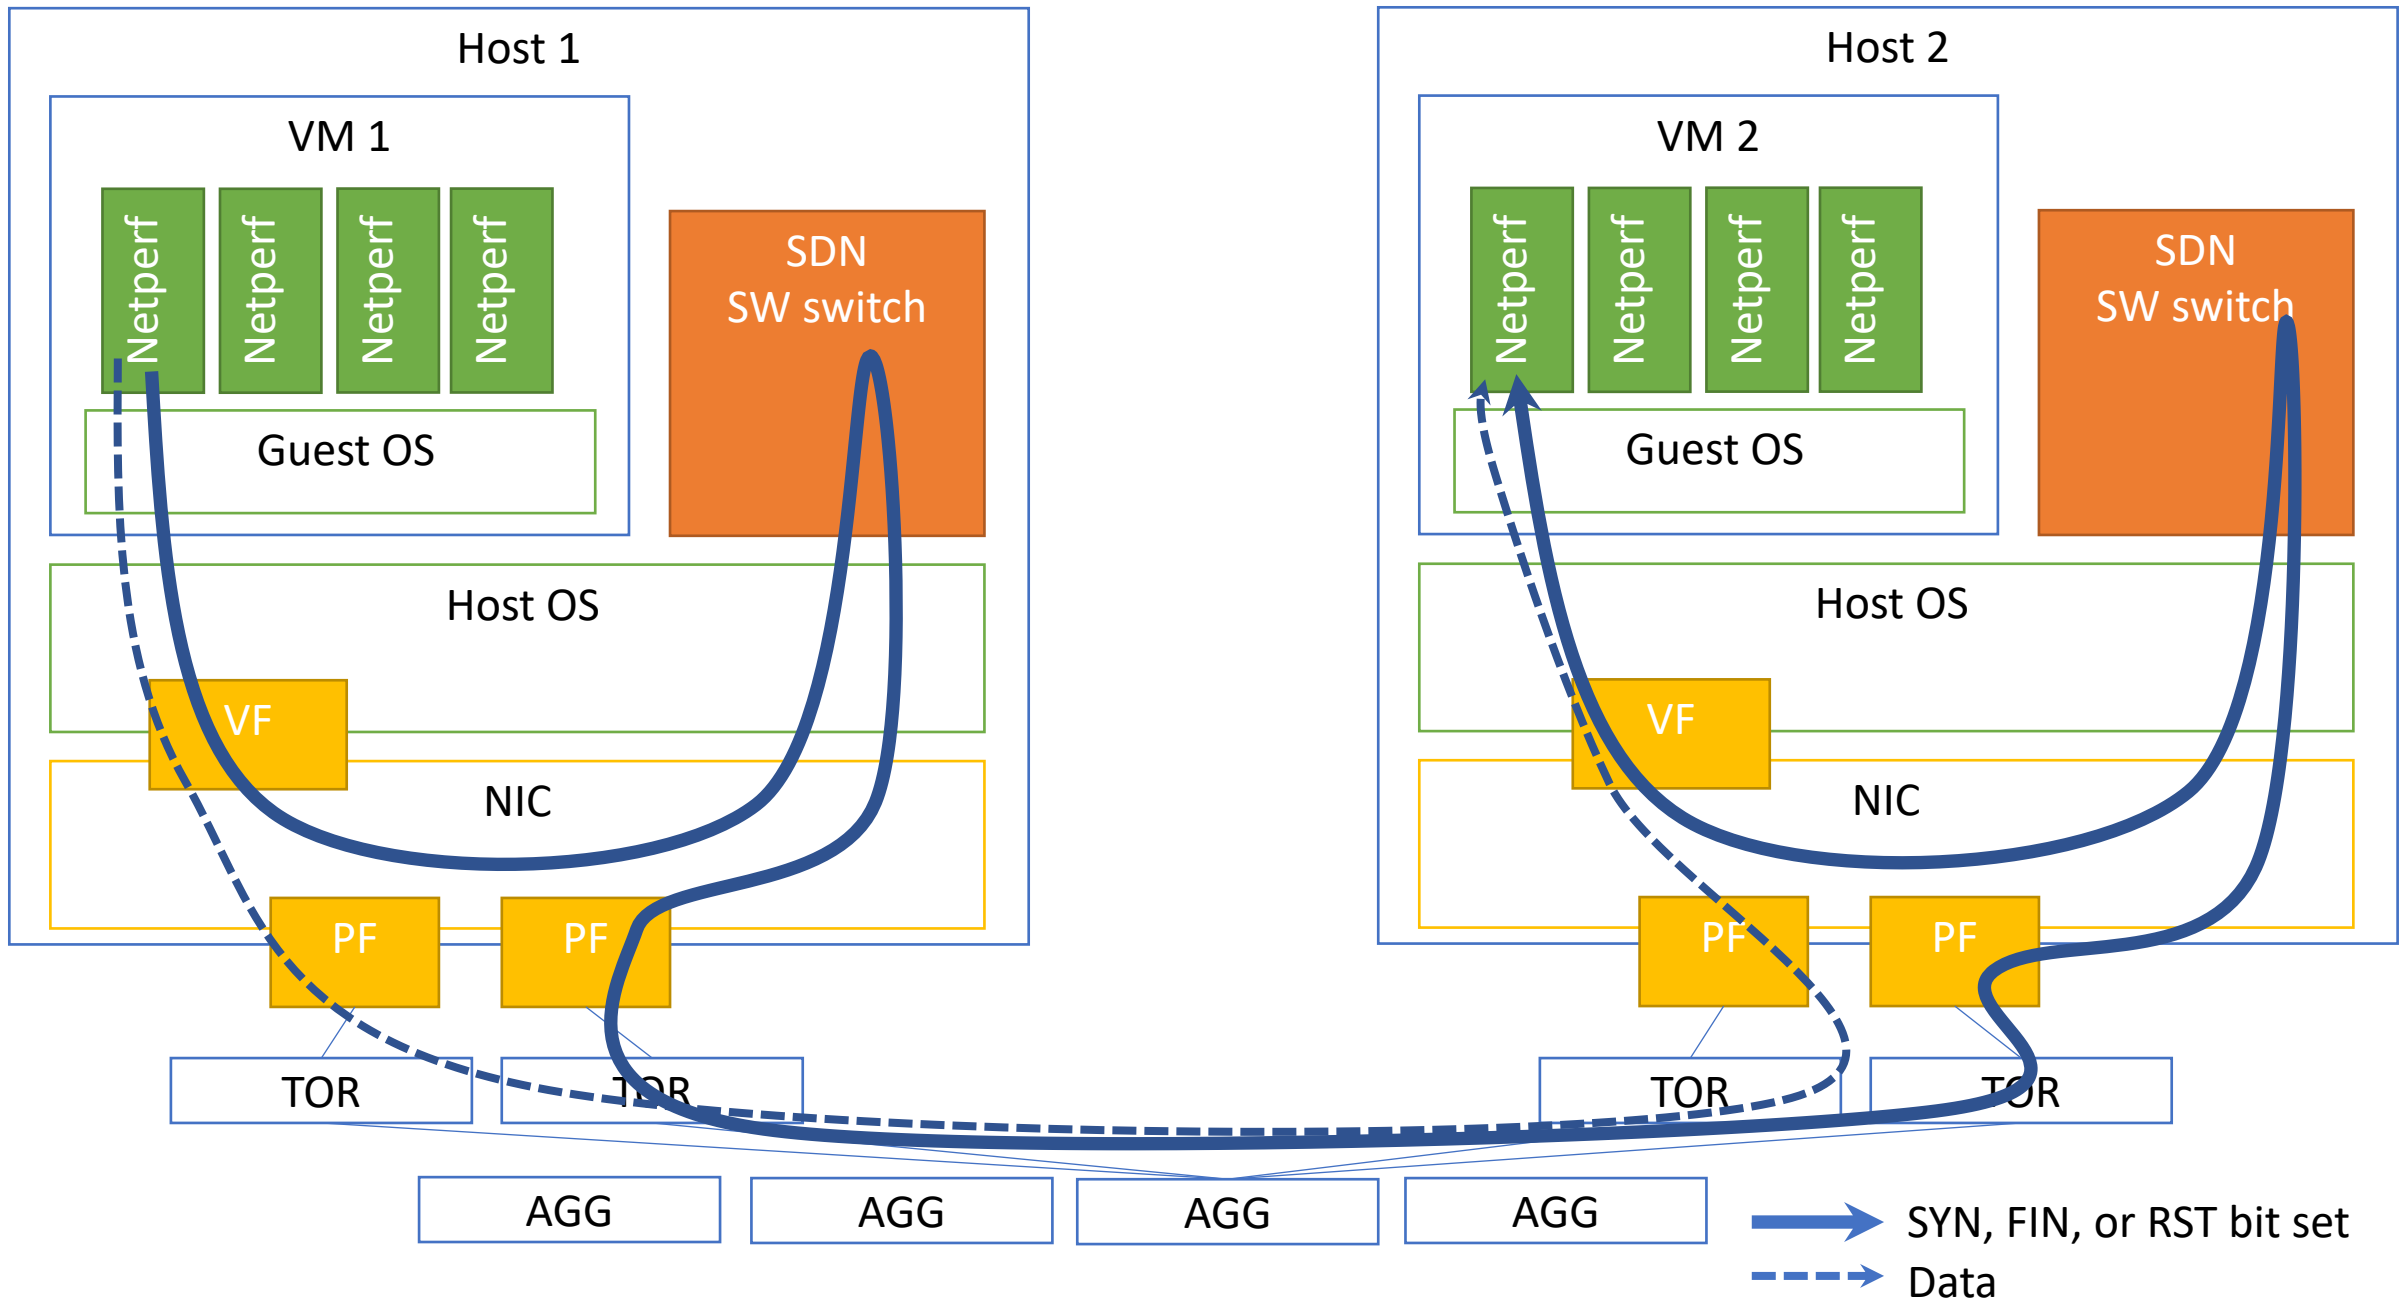 Host 1
VM 1
Netperf
Netperf
Netperf
Netperf
SDN
SW switch
Guest OS
Host OS
VF
NIC
PF
PF
TOR
TOR
Host 2
VM 2
Netperf
Netperf
Netperf
Netperf
SDN
SW switch
Guest OS
Host OS
VF
NIC
PF
PF
TOR
TOR
AGG
AGG
AGG
AGG
SYN, FIN, or RST bit set
Data